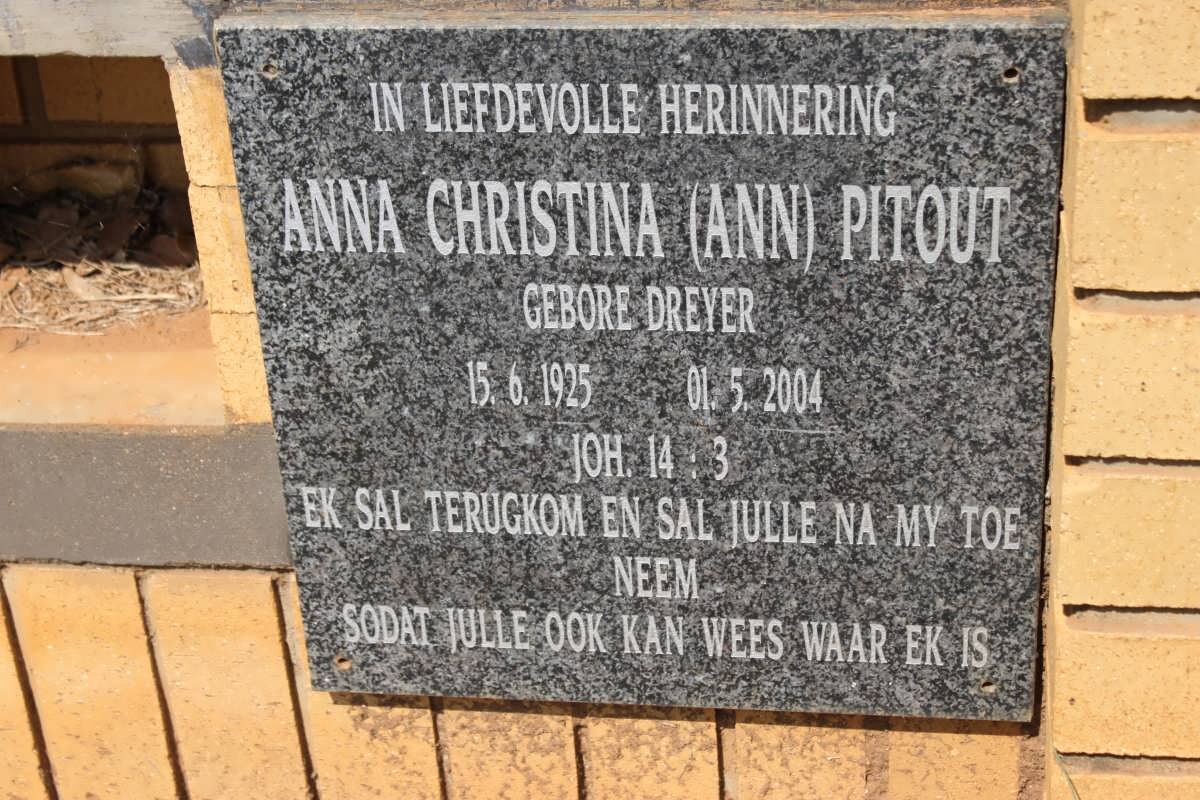 IN LIEFDEVOLLE HERINNERING
ANNA CHRISTINA (ANN) PITOUT
GEBORE DREYER
15. 6. 1925 01. 5. 2004
JOH. 14 : 3
EK SAL TERUGKOM EN SAL JULLE NA MY TOE
NEEM
SODAT JULLE OOK KAN WEES WAAR EK IS